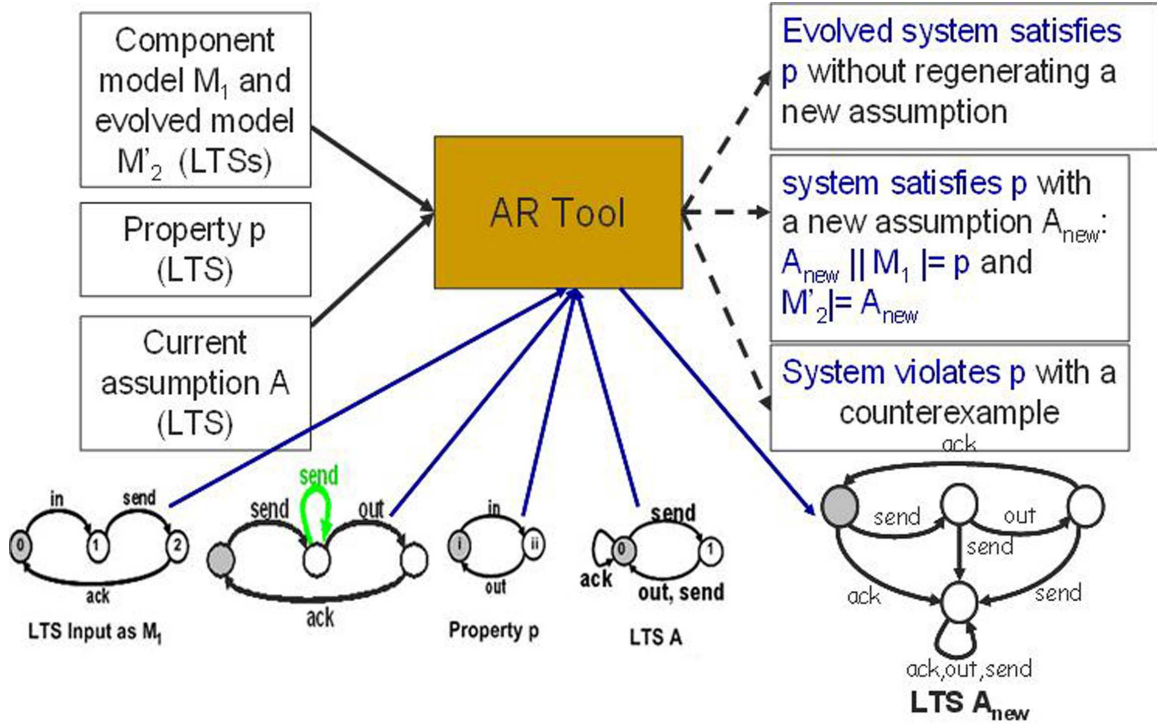 Component
model M₁ and
evolved model
M'₂ (LTSs)
Property p
(LTS)
Current
assumption A
(LTS)
AR Tool
Evolved system satisfies
p without regenerating a
new assumption
system satisfies p with
a new assumption Aₙₑw:
Aₙₑw || M₁ |= p and
M'₂|= Aₙₑw
System violates p with a
counterexample
in
send
0
1
2
ack
LTS Input as M₁
send
send
out
ack
in
i
ii
out
Property p
send
0
1
ack
out, send
LTS A
ack
send
out
send
ack
send
ack,out,send
LTS Aₙₑw